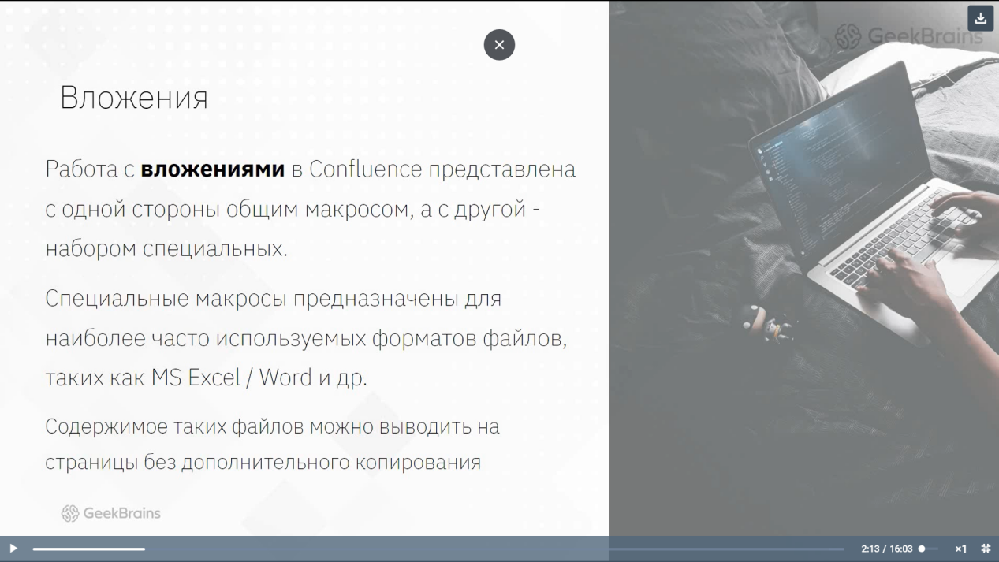 GeekBrains
Вложения
Работа с вложениями в Confluence представлена
с одной стороны общим макросом, а с другой -
набором специальных.
Специальные макросы предназначены для
наиболее часто используемых форматов файлов,
таких как MS Excel / Word и др.
Содержимое таких файлов можно выводить на
страницы без дополнительного копирования
GeekBrains
2:13 / 16:03 ×1